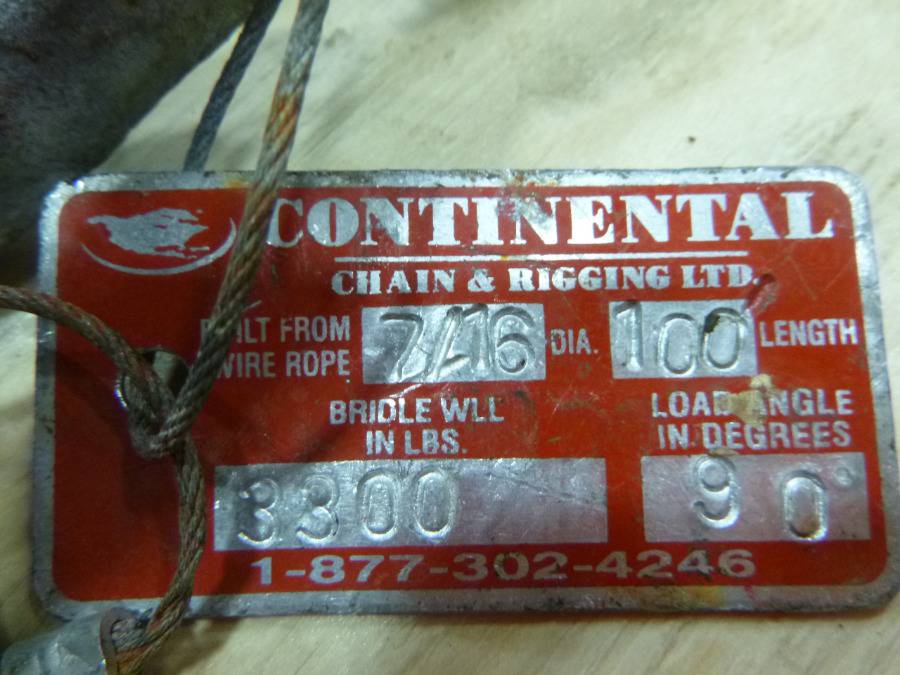 CONTINENTAL
CHAIN & RIGGING LTD.
BUILT FROM WIRE ROPE 7/16 DIA. 100 LENGTH
BRIDLE WLL IN LBS.
LOAD ANGLE IN DEGREES
3300
90°
1-877-302-4246